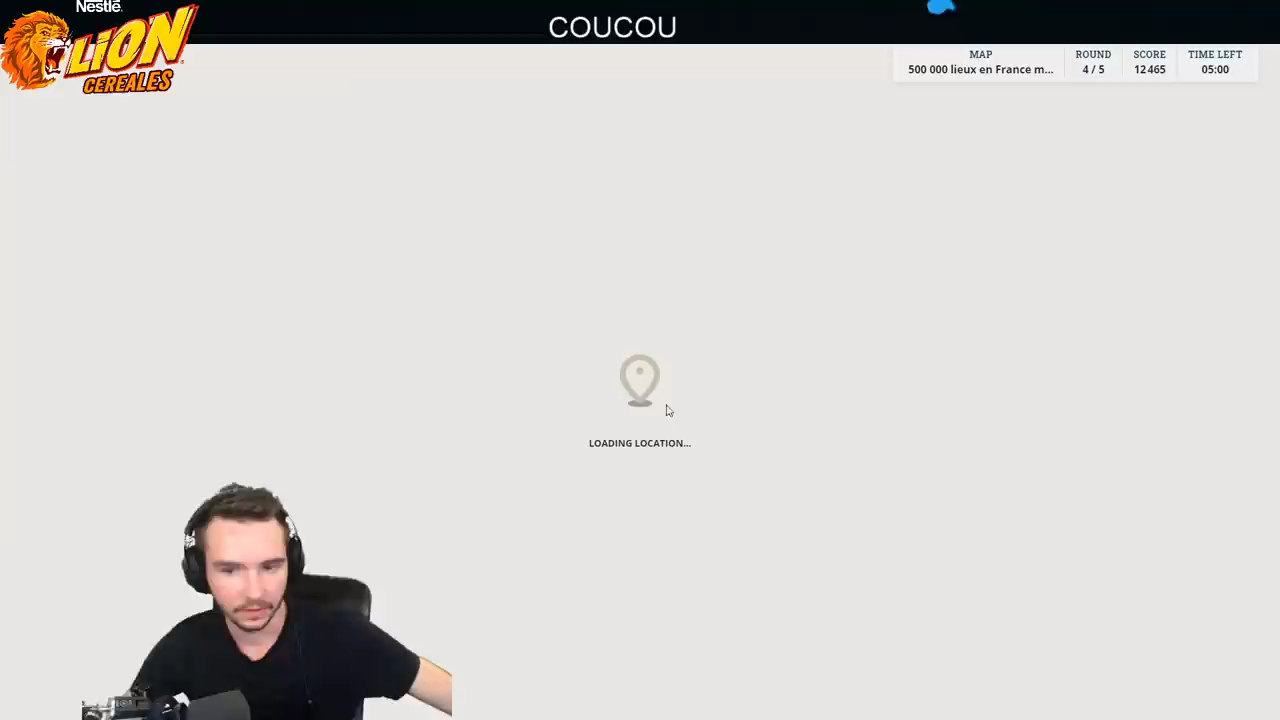 Nestlé
LION
CEREALES
COUCOU
MAP
500 000 lieux en France m...
ROUND
4 / 5
SCORE
12 465
TIME LEFT
05:00
LOADING LOCATION...